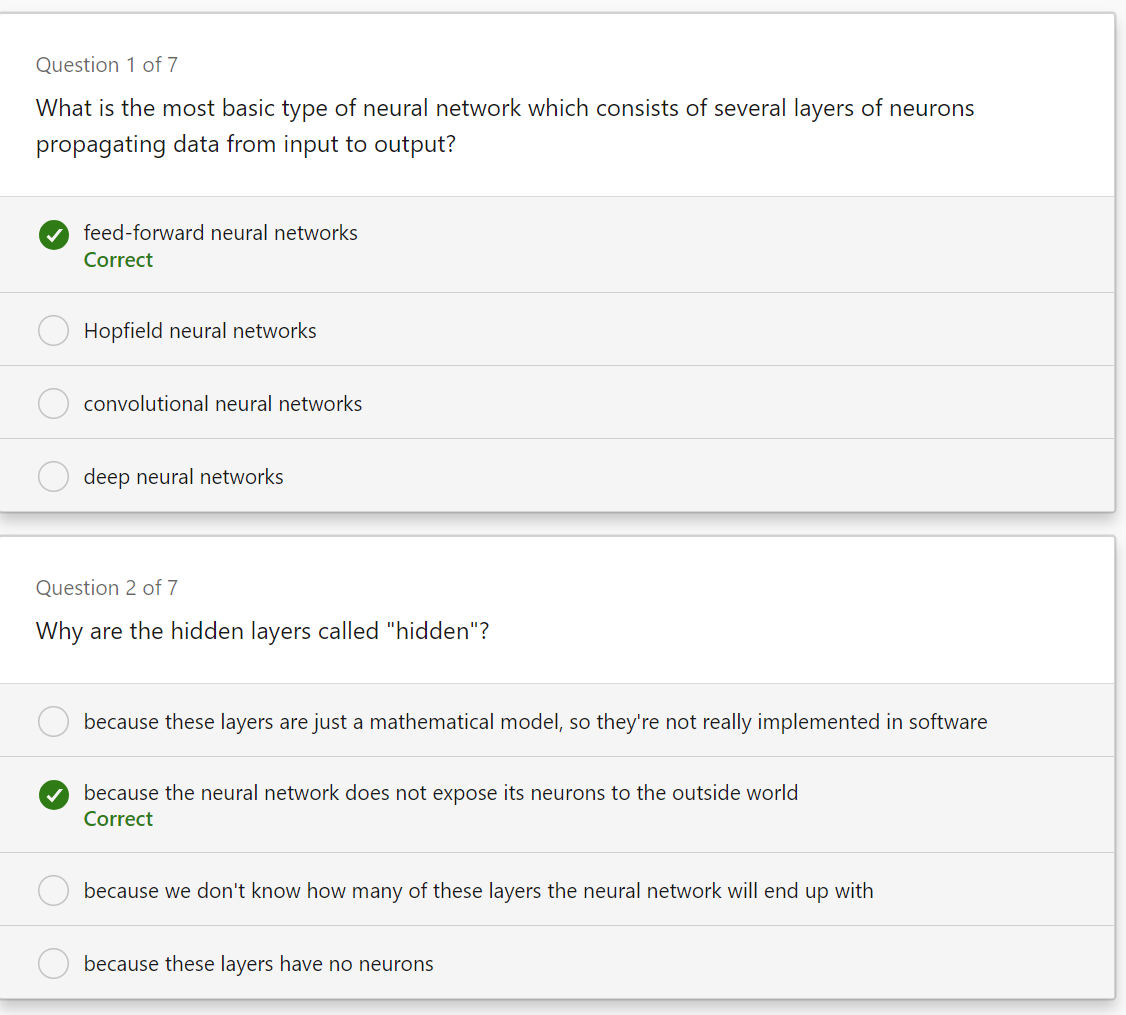 Question 1 of 7
What is the most basic type of neural network which consists of several layers of neurons
propagating data from input to output?
feed-forward neural networks
Correct
Hopfield neural networks
convolutional neural networks
deep neural networks
Question 2 of 7
Why are the hidden layers called "hidden"?
because these layers are just a mathematical model, so they're not really implemented in software
because the neural network does not expose its neurons to the outside world
Correct
because we don't know how many of these layers the neural network will end up with
because these layers have no neurons